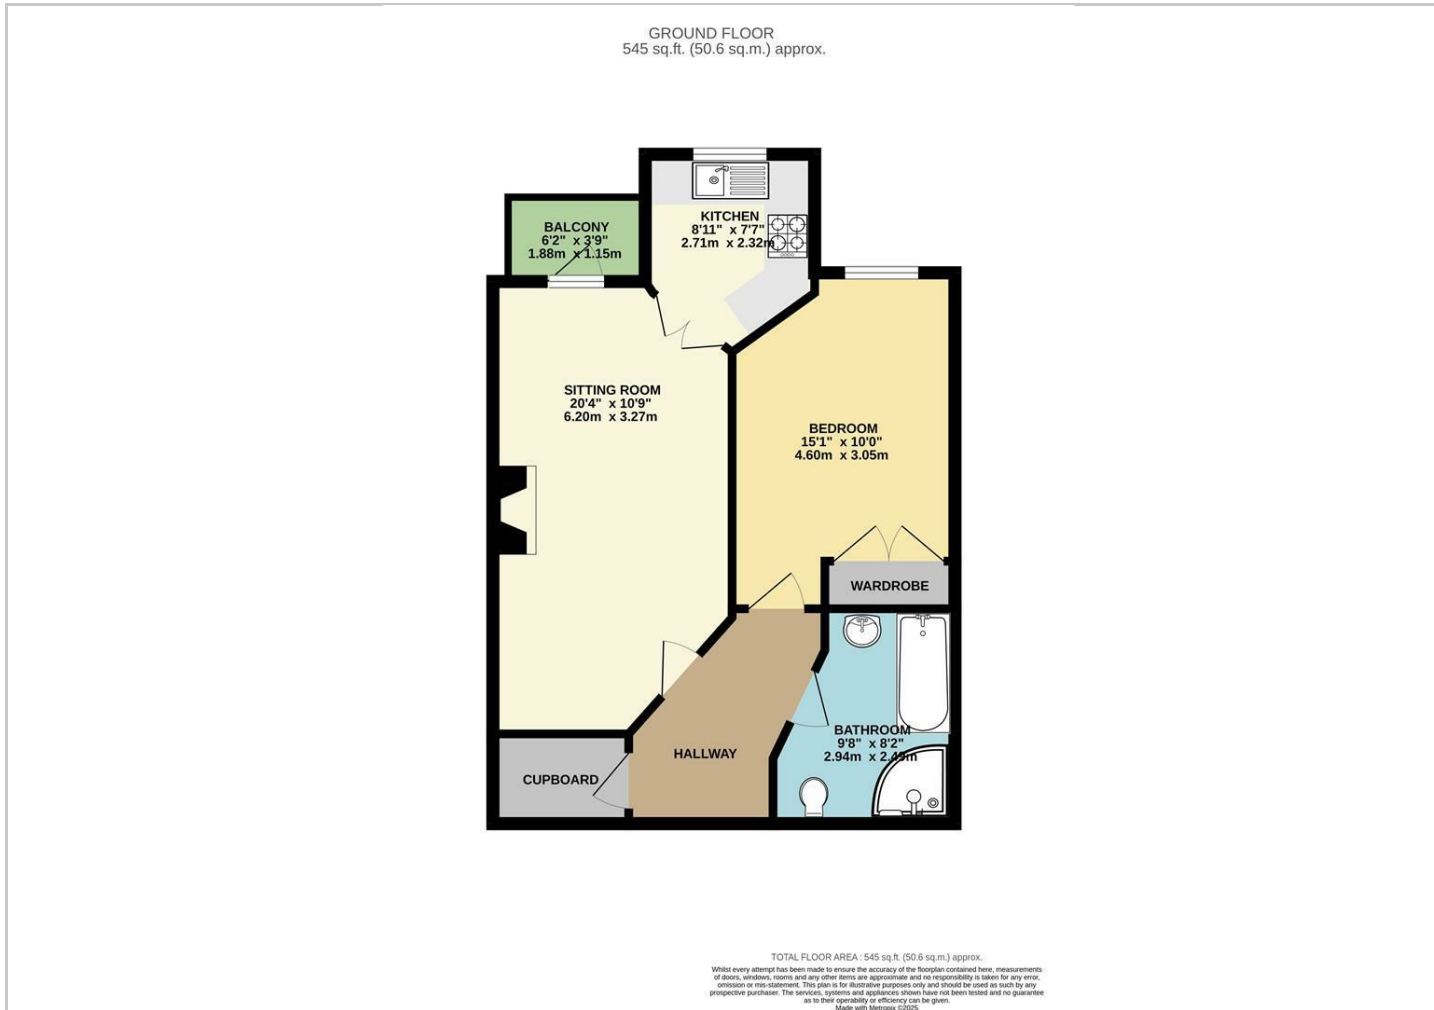 GROUND FLOOR
545 sq.ft. (50.6 sq.m.) approx.
BALCONY
6'2" x 3'9"
1.88m x 1.15m
KITCHEN
8'11" x 7'7"
2.71m x 2.32m
SITTING ROOM
20'4" x 10'9"
6.20m x 3.27m
BEDROOM
15'1" x 10'0"
4.60m x 3.05m
WARDROBE
BATHROOM
9'8" x 8'2"
2.94m x 2.49m
HALLWAY
CUPBOARD
TOTAL FLOOR AREA : 545 sq.ft. (50.6 sq.m.) approx.
Whilst every attempt has been made to ensure the accuracy of the floorplan contained here, measurements
of doors, windows, rooms and any other items are approximate and no responsibility is taken for any error,
omission or mis-statement. This plan is for illustrative purposes only and should be used as such by any
prospective purchaser. The services, systems and appliances shown have not been tested and no guarantee
as to their operability or efficiency can be given.
Made with Metropix ©2025